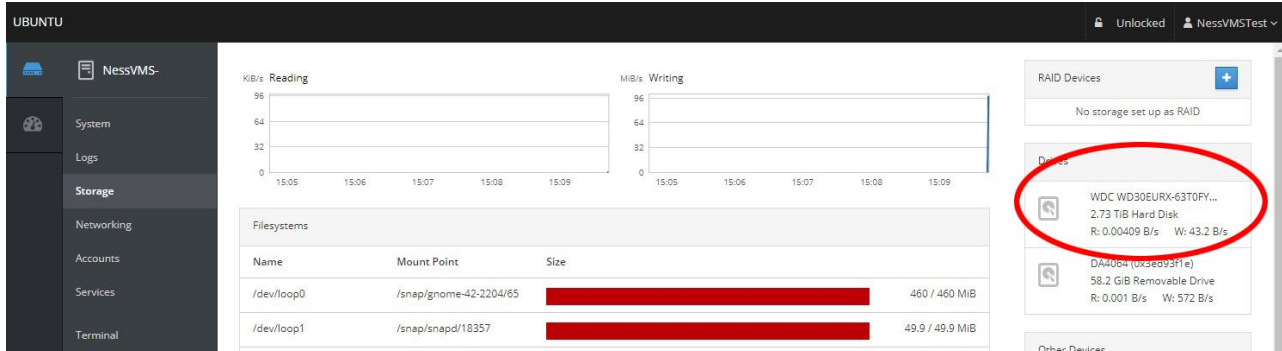 UBUNTU
Unlocked NessVMSTest
NessVMS-
System
Logs
Storage
Networking
Accounts
Services
Terminal
KiB/s Reading
96
64
32
0
15:05 15:06 15:07 15:08 15:09
MiB/s Writing
96
64
32
0
15:05 15:06 15:07 15:08 15:09
Filesystems
Name Mount Point Size
/dev/loop0 /snap/gnome-42-2204/65 460 / 460 MiB
/dev/loop1 /snap/snapd/18357 49.9 / 49.9 MiB
RAID Devices
No storage set up as RAID
Drives
WDC WD30EURX-63T0FY...
2.73 TiB Hard Disk
R: 0.00409 B/s W: 43.2 B/s
DA4064 (0x3ed93f1e)
58.2 GiB Removable Drive
R: 0.001 B/s W: 572 B/s
Other Devices